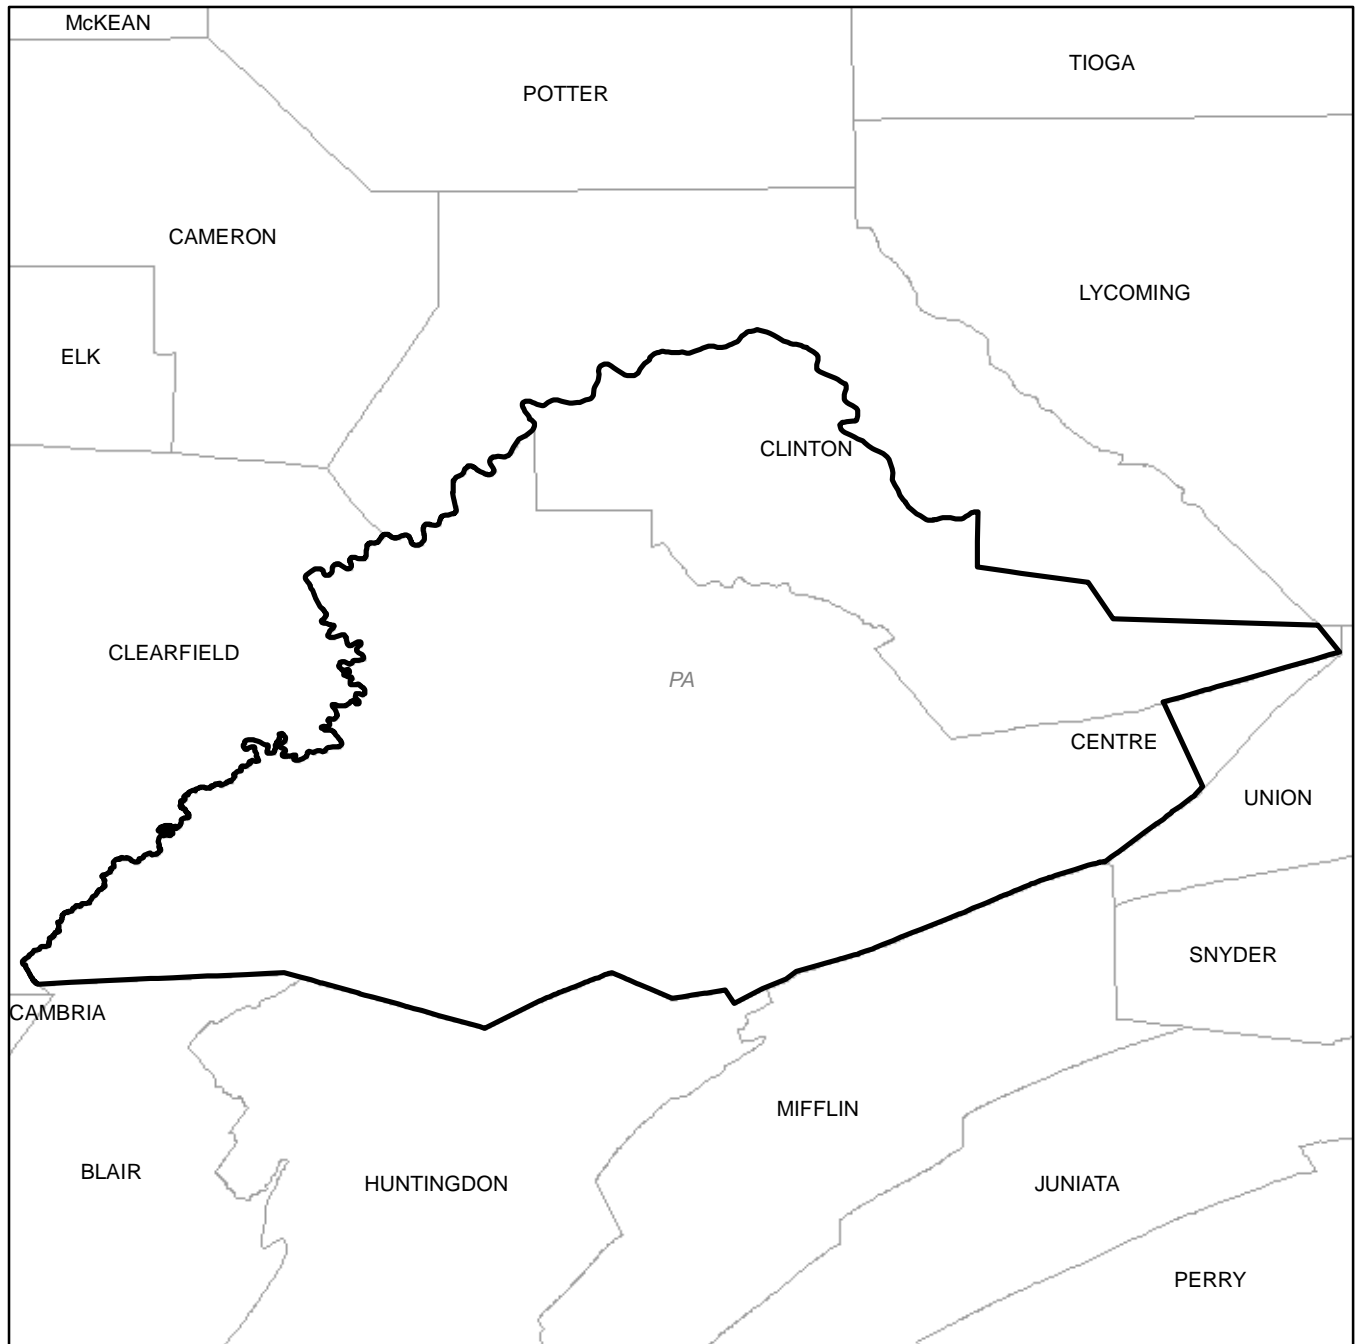 McKEAN
TIOGA
POTTER
CAMERON
LYCOMING
ELK
CLINTON
CLEARFIELD
PA
CENTRE
UNION
SNYDER
CAMBRIA
MIFFLIN
BLAIR
HUNTINGDON
JUNIATA
PERRY